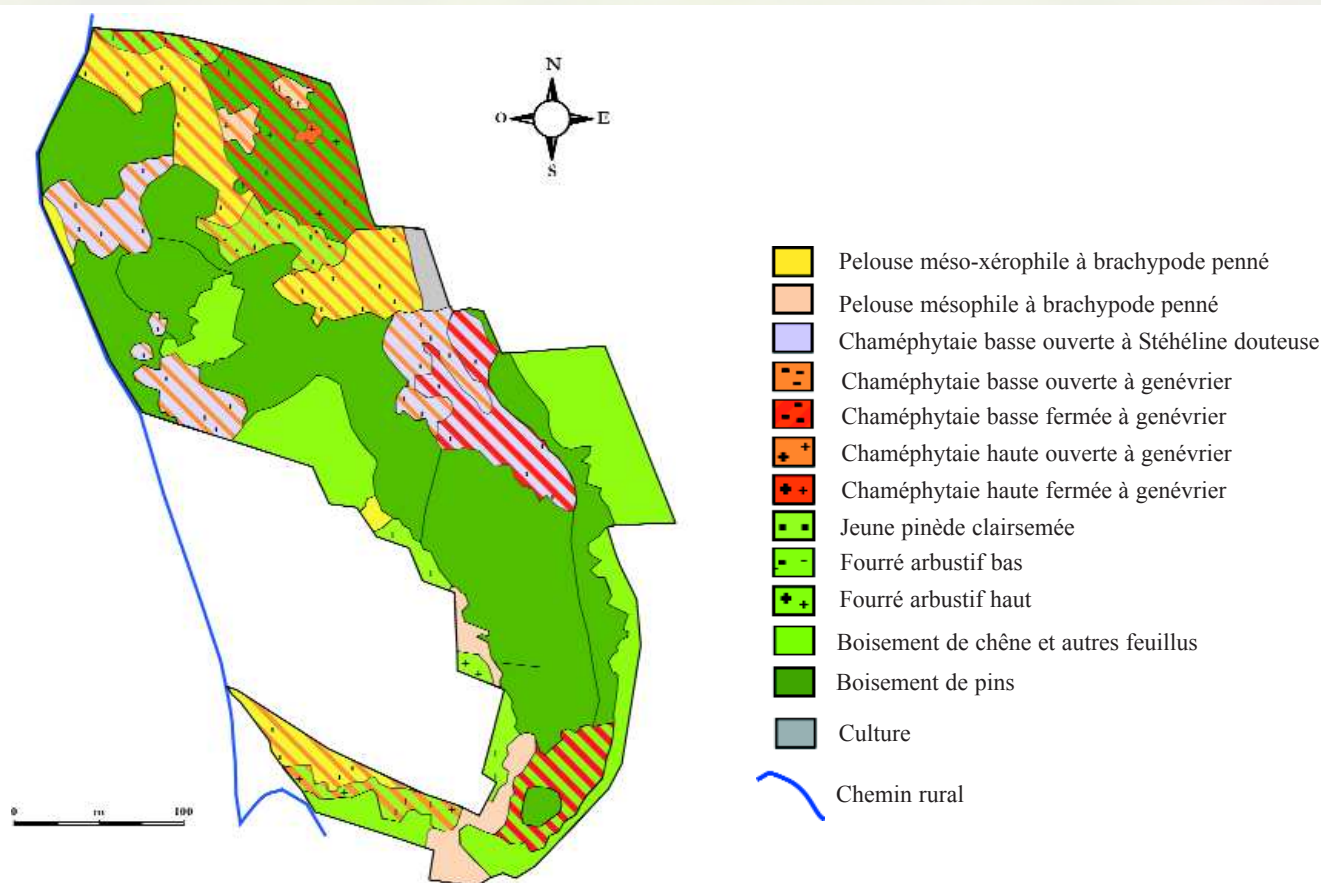 N
O E
S
Pelouse méso-xérophile à brachypode penné
Pelouse mésophile à brachypode penné
Chaméphytaie basse ouverte à Stéhéline douteuse
Chaméphytaie basse ouverte à genévrier
Chaméphytaie basse fermée à genévrier
Chaméphytaie haute ouverte à genévrier
Chaméphytaie haute fermée à genévrier
Jeune pinède clairsemée
Fourré arbustif bas
Fourré arbustif haut
Boisement de chêne et autres feuillus
Boisement de pins
Culture
Chemin rural
0 m 100